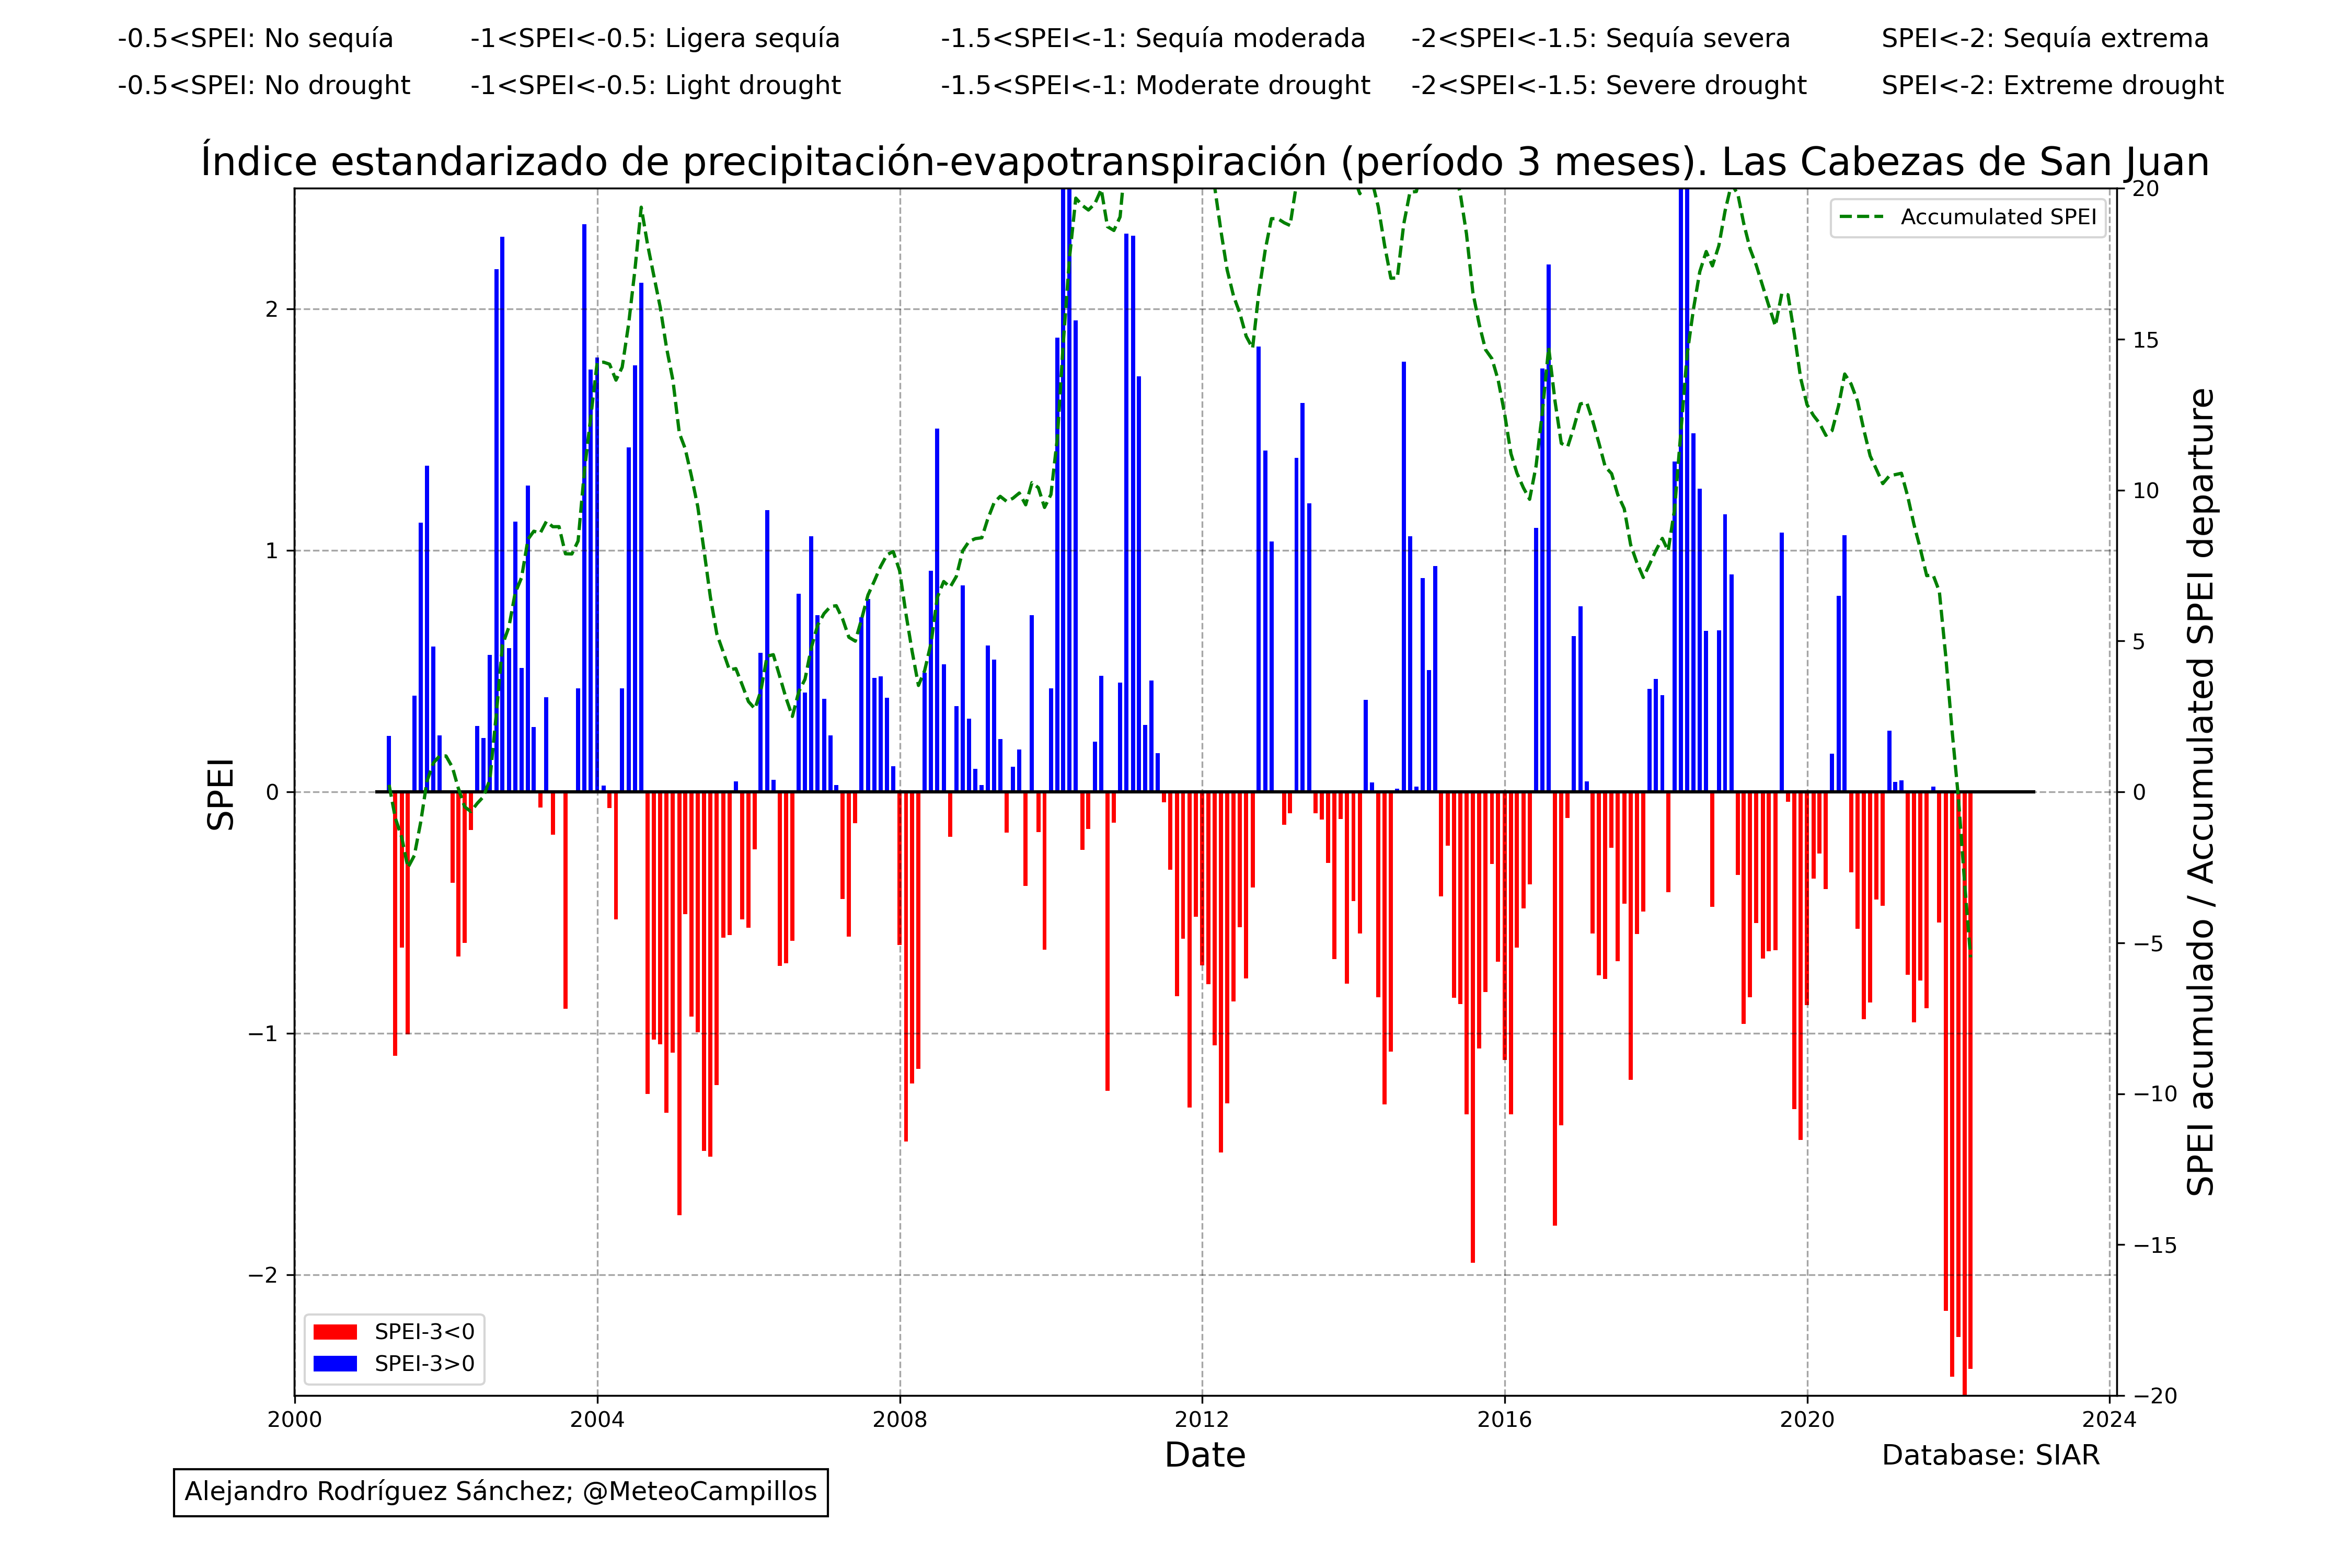 -0.5<SPEI: No sequía -1<SPEI<-0.5: Ligera sequía -1.5<SPEI<-1: Sequía moderada -2<SPEI<-1.5: Sequía severa SPEI<-2: Sequía extrema
-0.5<SPEI: No drought -1<SPEI<-0.5: Light drought -1.5<SPEI<-1: Moderate drought -2<SPEI<-1.5: Severe drought SPEI<-2: Extreme drought
Índice estandarizado de precipitación-evapotranspiración (período 3 meses). Las Cabezas de San Juan
Accumulated SPEI
SPEI
2
1
0
−1
−2
20
15
10
5
0
−5
−10
−15
−20
SPEI acumulado / Accumulated SPEI departure
SPEI-3<0
SPEI-3>0
2000 2004 2008 2012 2016 2020 2024
Date
Database: SIAR
Alejandro Rodríguez Sánchez; @MeteoCampillos